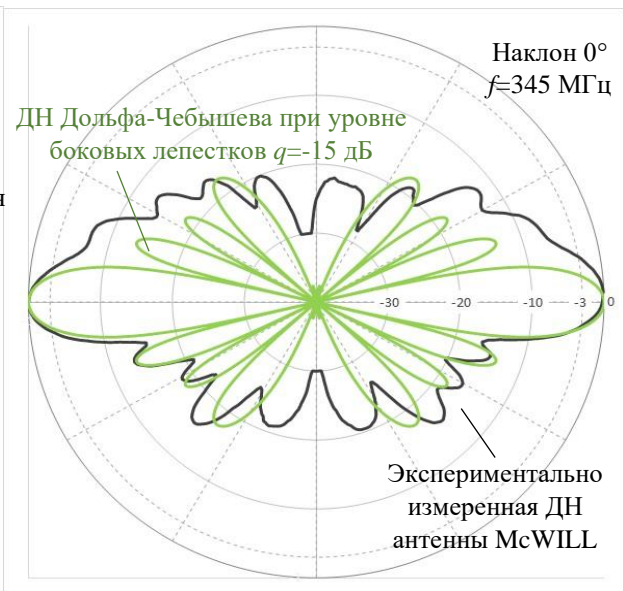 Наклон 0°
f=345 МГц
ДН Дольфа-Чебышева при уровне
боковых лепестков q=-15 дБ
я
-30 -20 -10 -3 0
Экспериментально
измеренная ДН
антенны McWILL